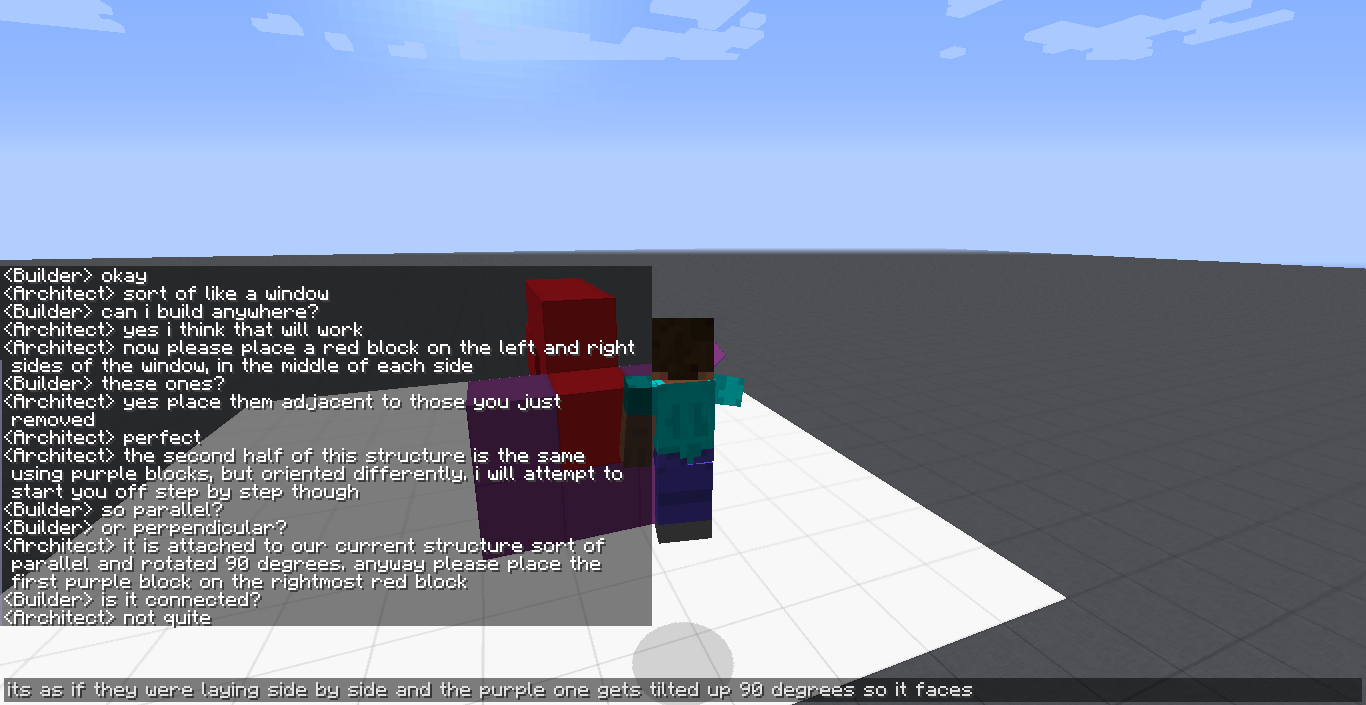 <Builder> okay
<Architect> sort of like a window
<Builder> can i build anywhere?
<Architect> yes i think that will work
<Architect> now please place a red block on the left and right
sides of the window, in the middle of each side
<Builder> these ones?
<Architect> yes place them adjacent to those you just
removed
<Architect> perfect
<Architect> the second half of this structure is the same
using purple blocks, but oriented differently, i will attempt to
start you off step by step though
<Builder> so parallel?
<Builder> or perpendicular?
<Architect> it is attached to our current structure sort of
parallel and rotated 90 degrees. anyway please place the
first purple block on the rightmost red block
<Builder> is it connected?
<Architect> not quite
its as if they were laying side by side and the purple one gets tilted up 90 degrees so it faces